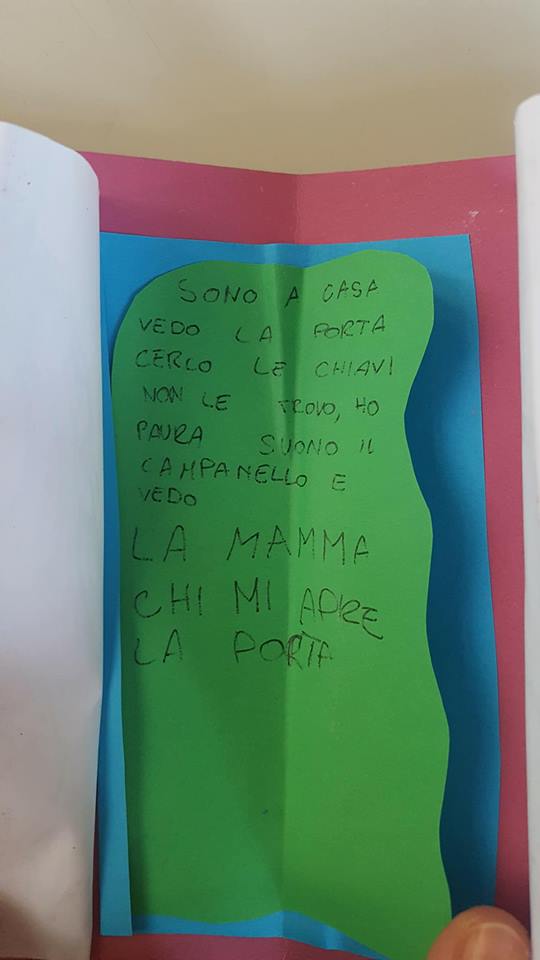 SONO A CASA
VEDO LA PORTA
CERCO LE CHIAVI
NON LE TROVO, HO
PAURA SUONO IL
CAMPANELLO E
VEDO
LA MAMMA
CHI MI APRE
LA PORTA